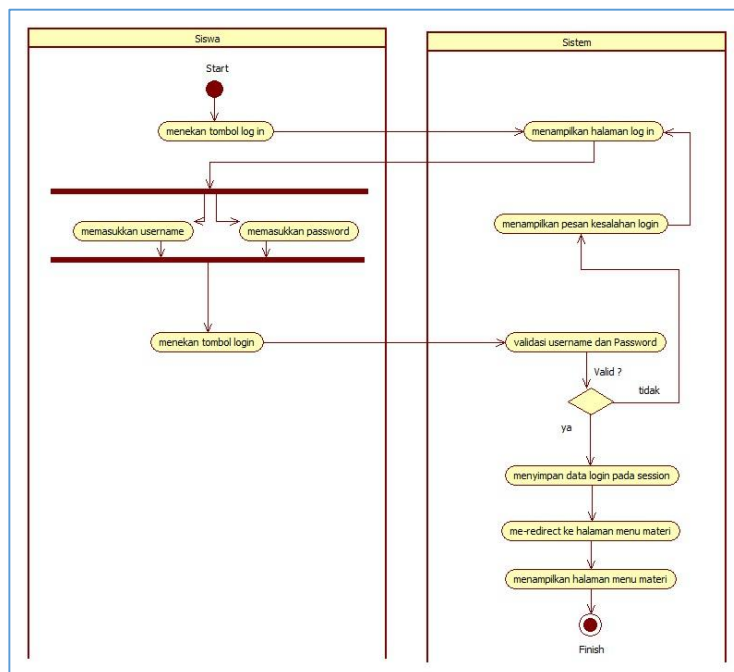 Siswa
Sistem
Start
menekan tombol log in
menampilkan halaman log in
memasukkan username
memasukkan password
menampilkan pesan kesalahan login
menekan tombol login
validasi username dan Password
Valid ?
tidak
ya
menyimpan data login pada session
me-redirect ke halaman menu materi
menampilkan halaman menu materi
Finish